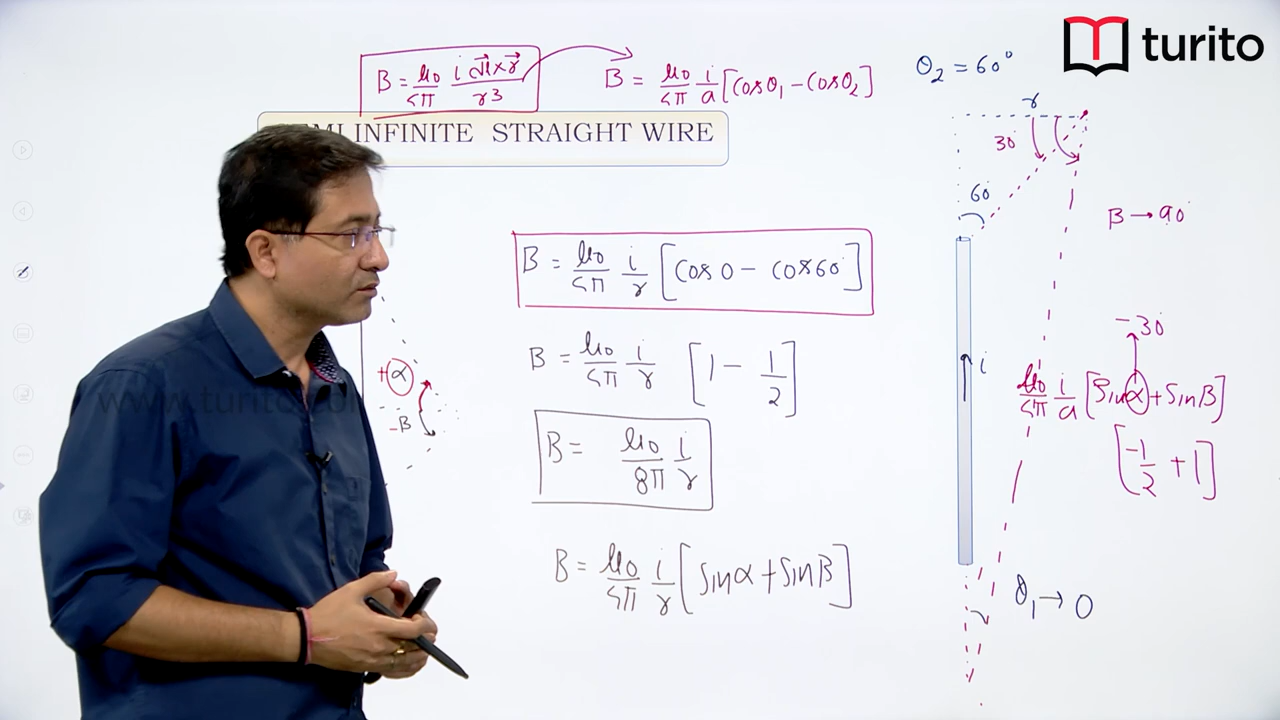 turito
B = μ0/4π i dl⃗×r⃗/r3
B = μ0/4π i/a [Cosθ1 − Cosθ2]
θ2 = 60°
INFINITE STRAIGHT WIRE
r
30
60
β → 90
B = μ0/4π i/r [Cos 0 − Cos 60]
B = μ0/4π i/r [1 − 1/2]
i
−30
+α
−B
μ0/4π i/a [Sinα + Sinβ]
[−1/2 + 1]
B = μ0/8π i/r
B = μ0/4π i/r [Sinα + Sinβ]
θ1 → 0